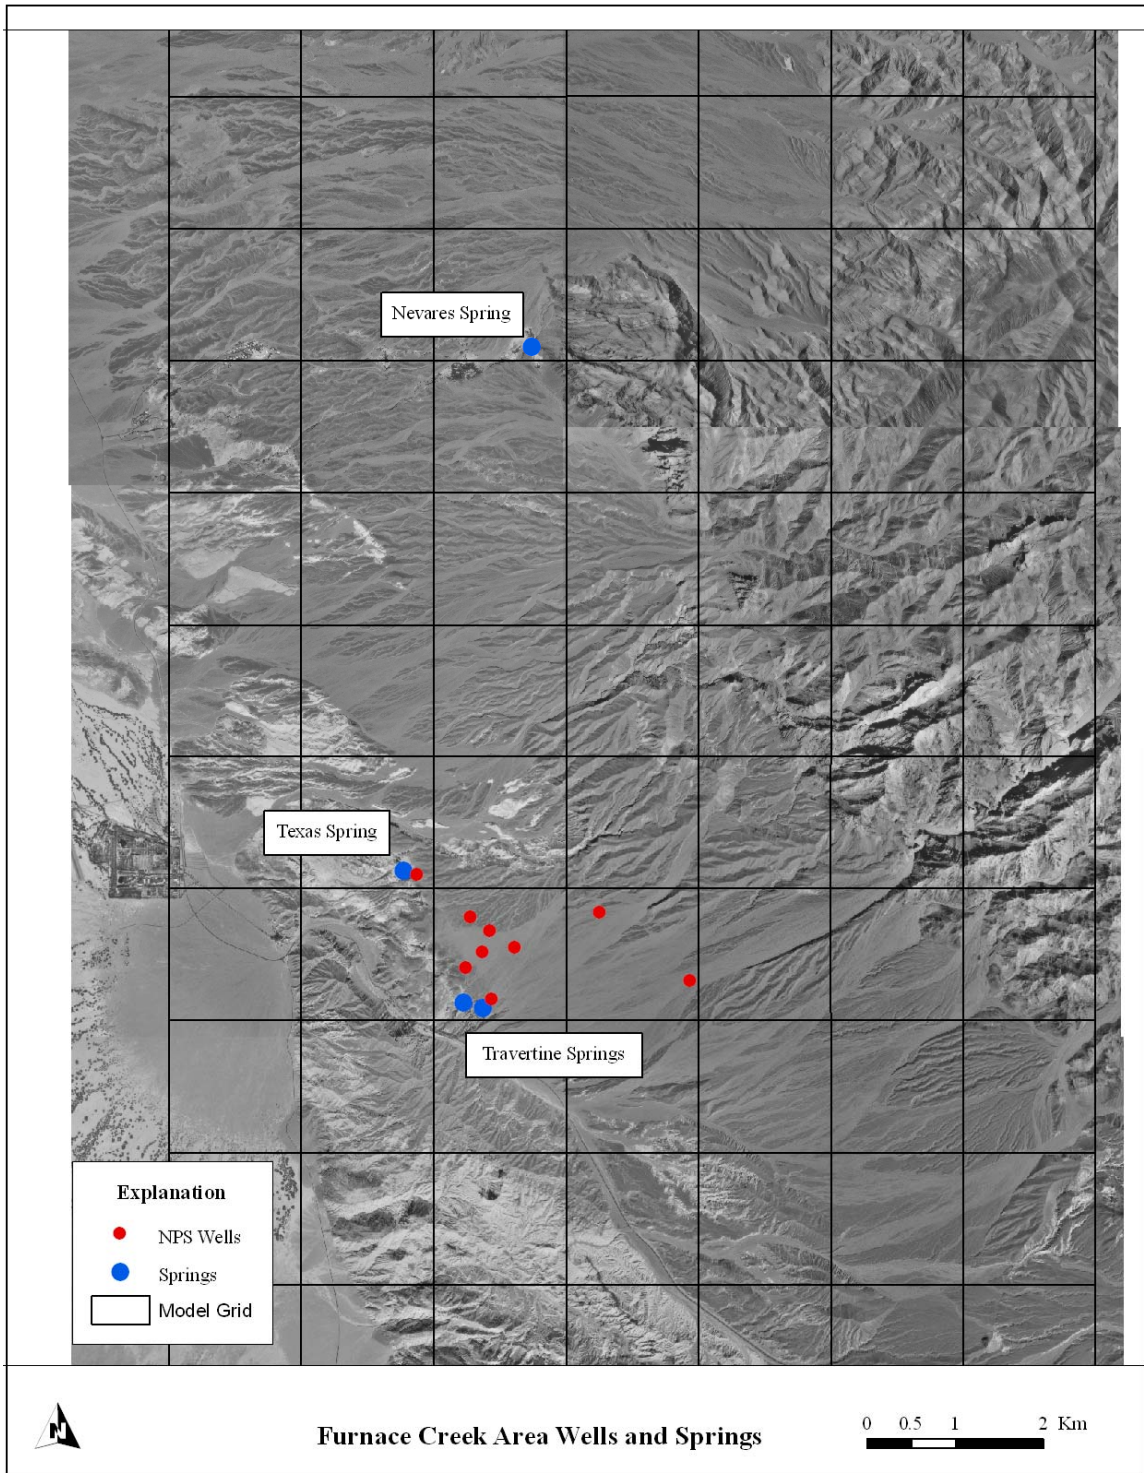 Nevares Spring
Texas Spring
Travertine Springs
Explanation
NPS Wells
Springs
Model Grid
N
Furnace Creek Area Wells and Springs
0 0.5 1 2 Km